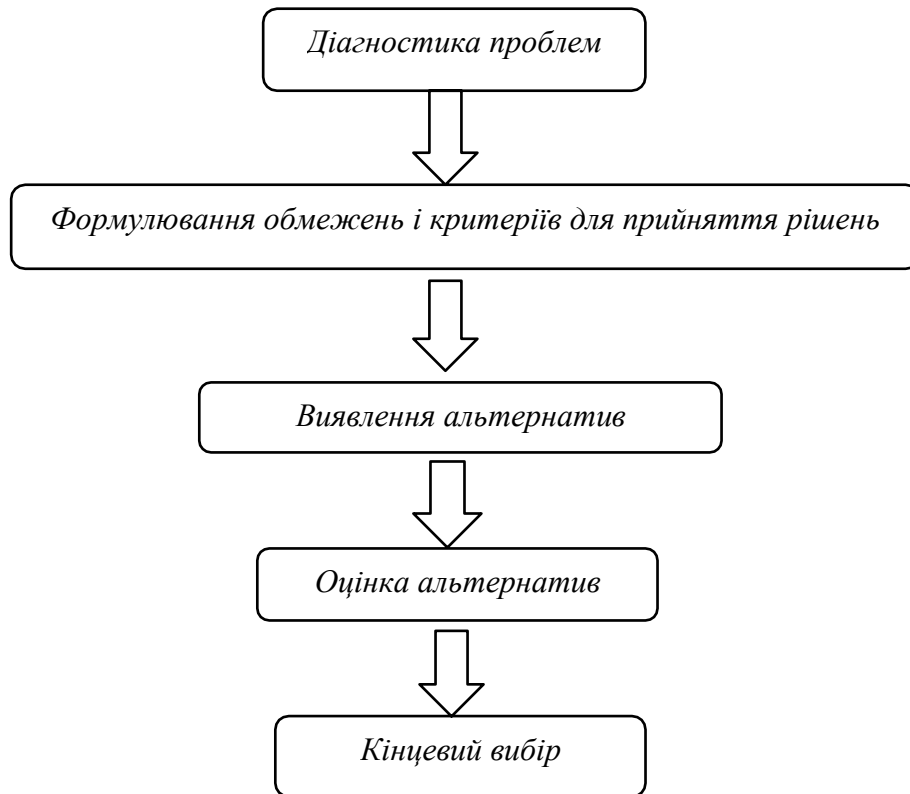 Діагностика проблем
Формулювання обмежень і критеріїв для прийняття рішень
Виявлення альтернатив
Оцінка альтернатив
Кінцевий вибір